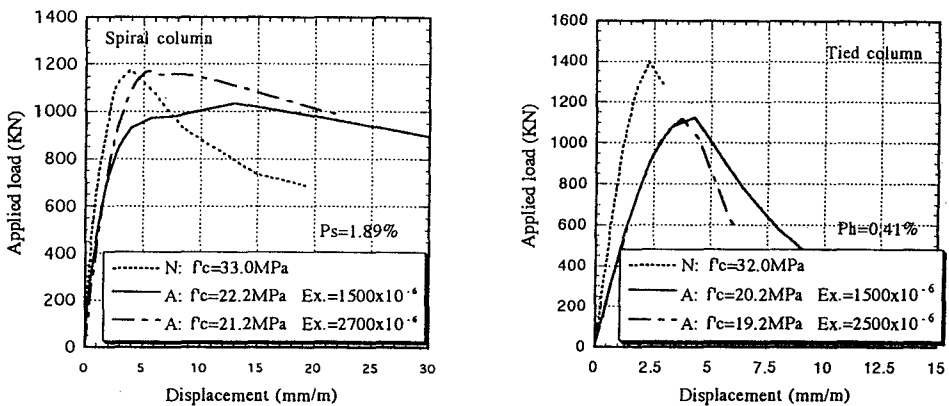 1400
1200
1000
800
600
400
200
0
Applied load (KN)
Spiral column
Ps=1.89%
N: f'c=33.0MPa
A: f'c=22.2MPa Ex.=1500x10⁻⁶
A: f'c=21.2MPa Ex.=2700x10⁻⁶
0 5 10 15 20 25 30
Displacement (mm/m)
1600
1400
1200
1000
800
600
400
200
0
Applied load (KN)
Tied column
Ph=0.41%
N: f'c=32.0MPa
A: f'c=20.2MPa Ex.=1500x10⁻⁶
A: f'c=19.2MPa Ex.=2500x10⁻⁶
0 2.5 5 7.5 10 12.5 15
Displacement (mm/m)